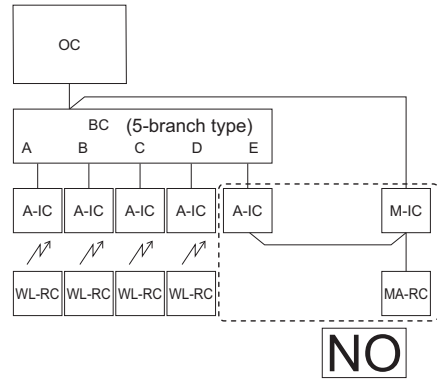 OC
BC (5-branch type)
A B C D E
A-IC A-IC A-IC A-IC A-IC M-IC
WL-RC WL-RC WL-RC WL-RC MA-RC
NO